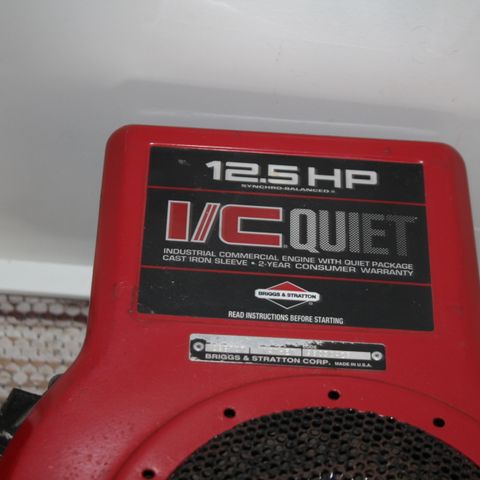 12.5 HP
SYNCHRO-BALANCED®
I/C® QUIET
INDUSTRIAL COMMERCIAL ENGINE WITH QUIET PACKAGE
CAST IRON SLEEVE • 2-YEAR CONSUMER WARRANTY
BRIGGS & STRATTON
®
READ INSTRUCTIONS BEFORE STARTING
BRIGGS & STRATTON CORP. MADE IN U.S.A.